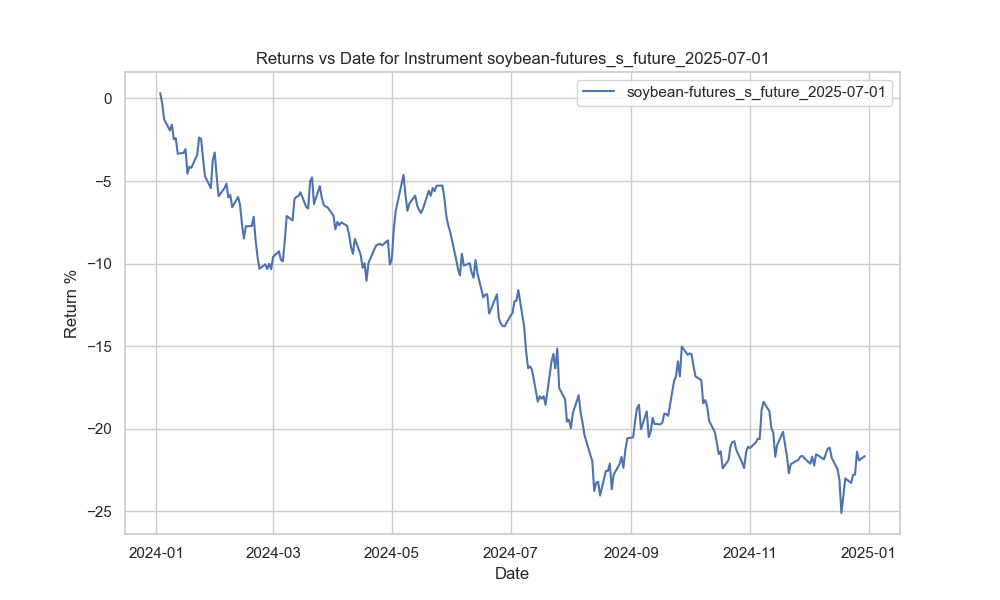 Returns vs Date for Instrument soybean-futures_s_future_2025-07-01
soybean-futures_s_future_2025-07-01
Return %
0
−5
−10
−15
−20
−25
2024-01 2024-03 2024-05 2024-07 2024-09 2024-11 2025-01
Date